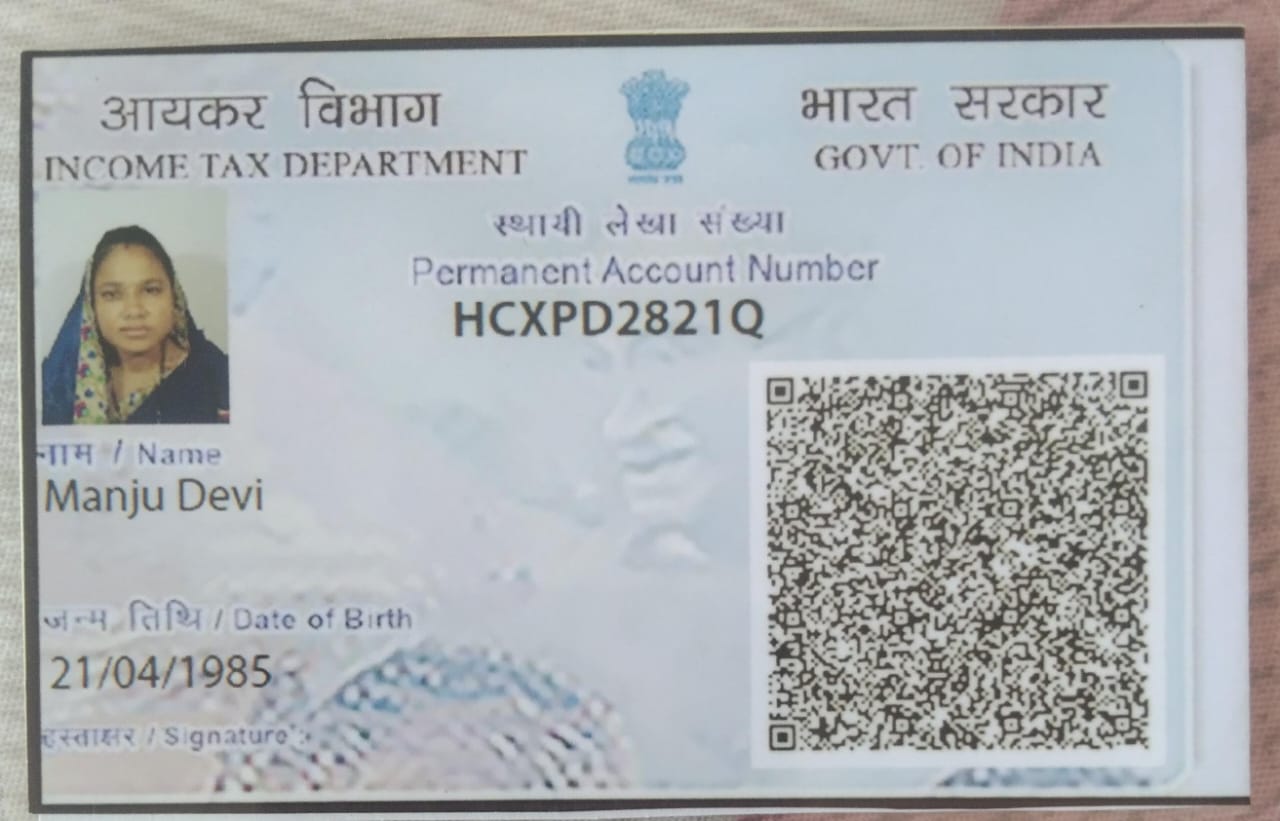 आयकर विभाग
INCOME TAX DEPARTMENT
भारत सरकार
GOVT. OF INDIA
स्थायी लेखा संख्या
Permanent Account Number
HCXPD2821Q
नाम / Name
Manju Devi
जन्म तिथि / Date of Birth
21/04/1985
हस्ताक्षर / Signature